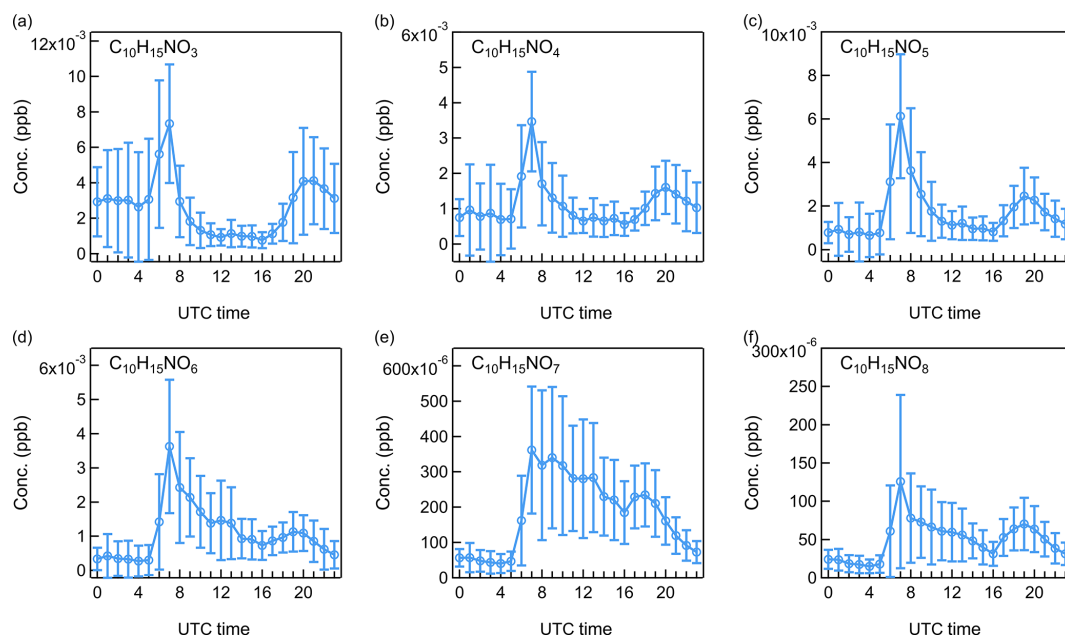 (a)
C₁₀H₁₅NO₃
12x10⁻³
10
8
6
4
2
0
Conc. (ppb)
0 4 8 12 16 20
UTC time
(b)
C₁₀H₁₅NO₄
6x10⁻³
5
4
3
2
1
0
Conc. (ppb)
0 4 8 12 16 20
UTC time
(c)
C₁₀H₁₅NO₅
10x10⁻³
8
6
4
2
0
Conc. (ppb)
0 4 8 12 16 20
UTC time
(d)
C₁₀H₁₅NO₆
6x10⁻³
5
4
3
2
1
0
Conc. (ppb)
0 4 8 12 16 20
UTC time
(e)
C₁₀H₁₅NO₇
600x10⁻⁶
500
400
300
200
100
0
Conc. (ppb)
0 4 8 12 16 20
UTC time
(f)
C₁₀H₁₅NO₈
300x10⁻⁶
250
200
150
100
50
0
Conc. (ppb)
0 4 8 12 16 20
UTC time